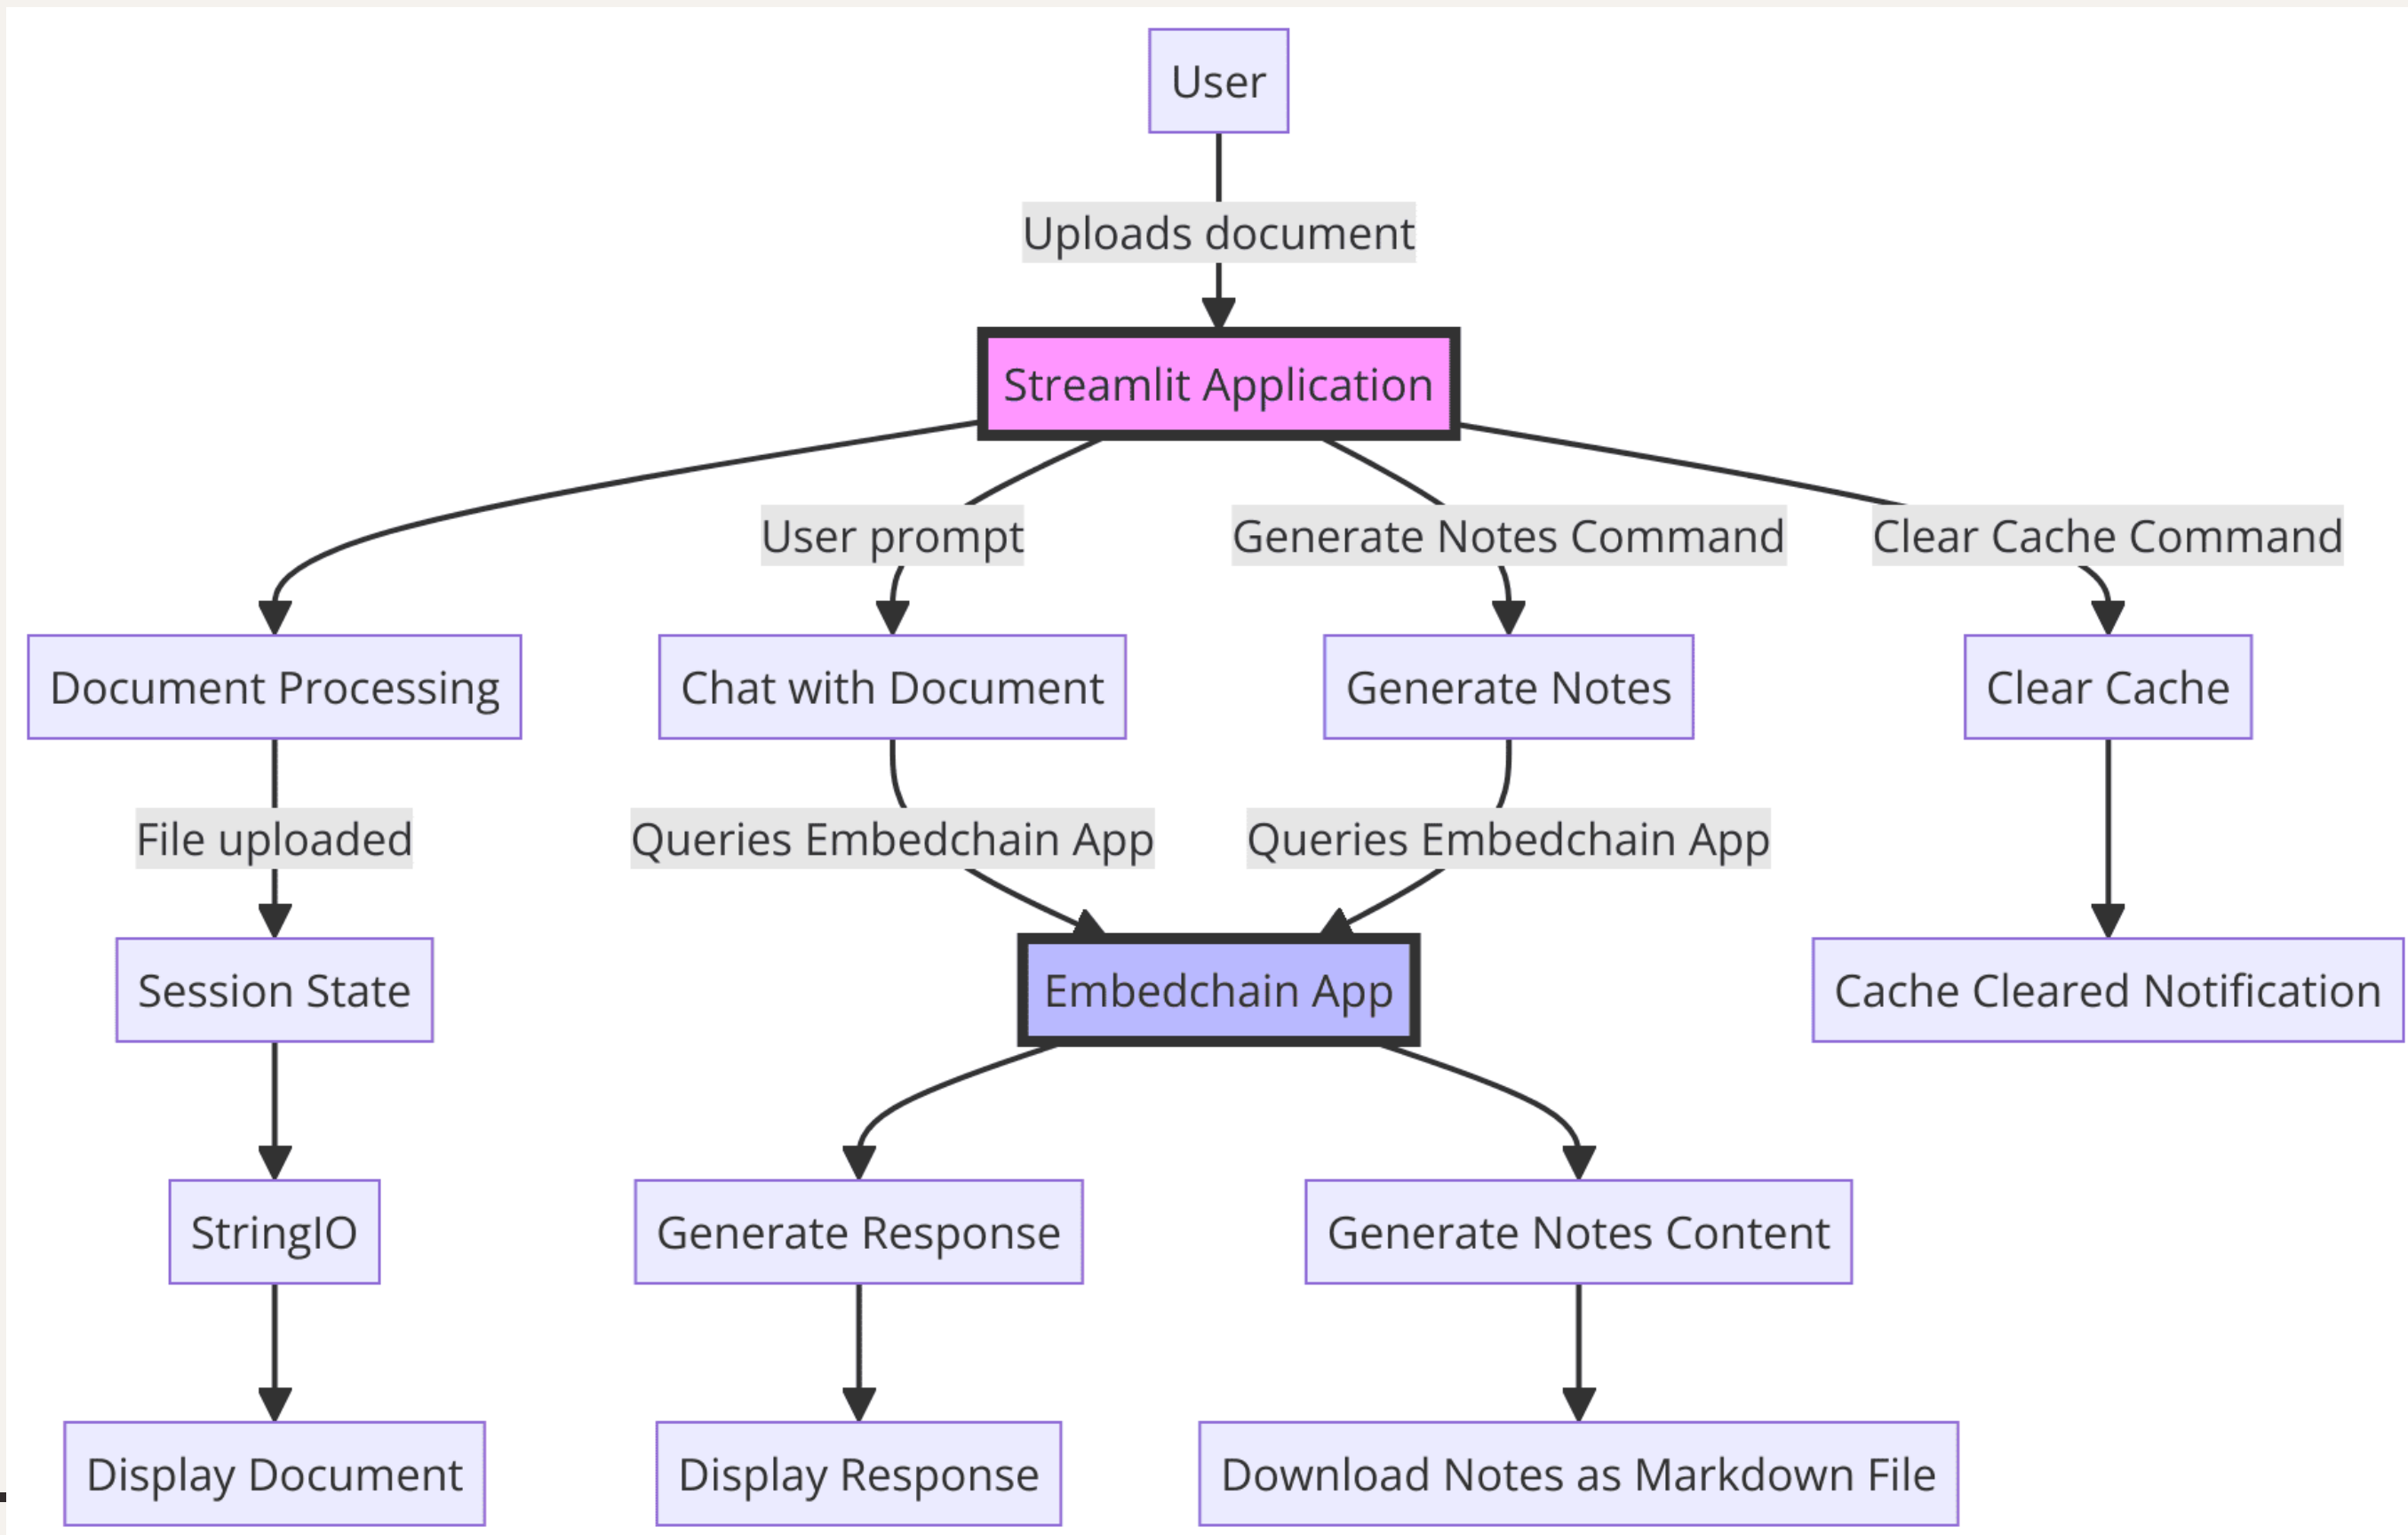 User
Uploads document
Streamlit Application
User prompt
Generate Notes Command
Clear Cache Command
Document Processing
Chat with Document
Generate Notes
Clear Cache
File uploaded
Queries Embedchain App
Queries Embedchain App
Session State
Embedchain App
Cache Cleared Notification
StringIO
Generate Response
Generate Notes Content
Display Document
Display Response
Download Notes as Markdown File